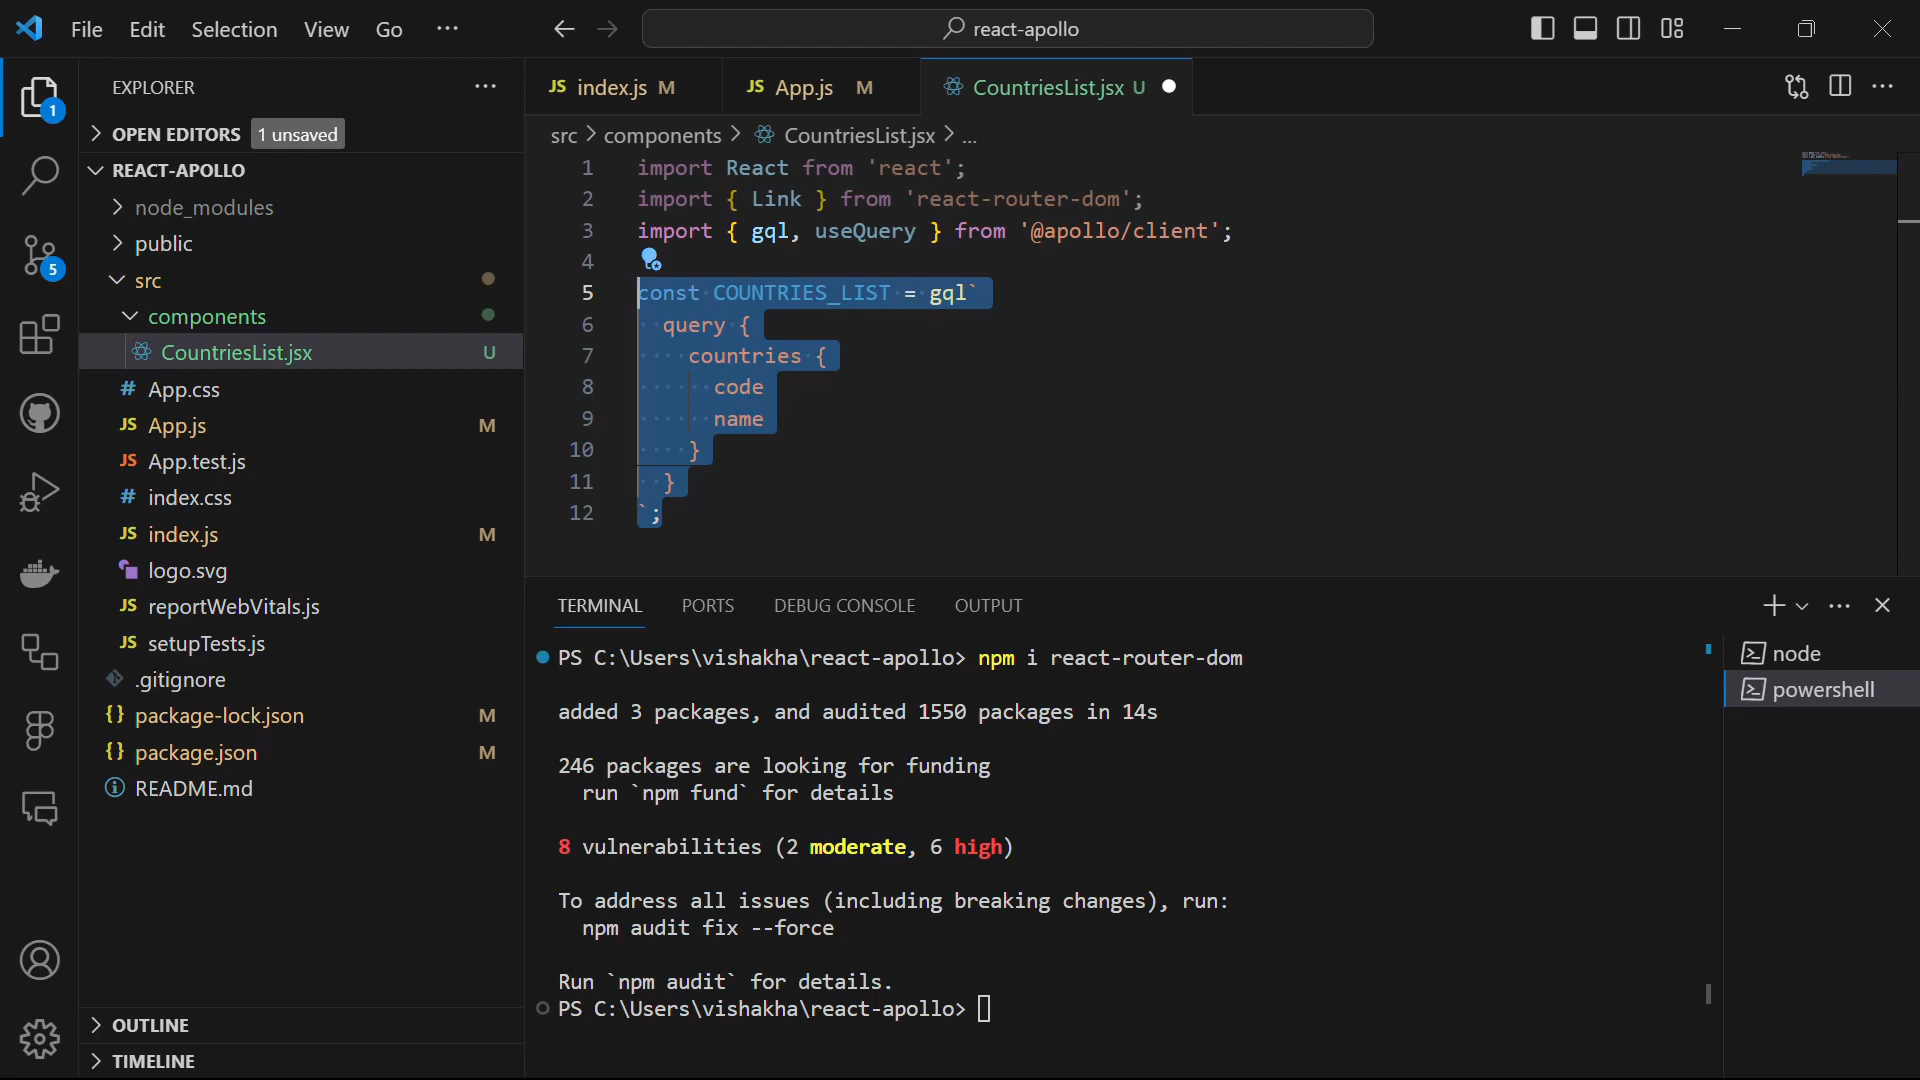 File Edit Selection View Go ··· react-apollo
EXPLORER ···
OPEN EDITORS 1 unsaved
REACT-APOLLO
node_modules
public
src
components
CountriesList.jsx U
# App.css
JS App.js M
JS App.test.js
# index.css
JS index.js M
logo.svg
JS reportWebVitals.js
JS setupTests.js
.gitignore
{} package-lock.json M
{} package.json M
README.md
OUTLINE
TIMELINE
1
5
JS index.js M JS App.js M CountriesList.jsx U
src > components > CountriesList.jsx > ...
1 import React from 'react';
2 import { Link } from 'react-router-dom';
3 import { gql, useQuery } from '@apollo/client';
4
5 const COUNTRIES_LIST = gql`
6 query {
7 countries {
8 code
9 name
10 }
11 }
12 `;
TERMINAL PORTS DEBUG CONSOLE OUTPUT
PS C:\Users\vishakha\react-apollo> npm i react-router-dom
added 3 packages, and audited 1550 packages in 14s
246 packages are looking for funding
run `npm fund` for details
8 vulnerabilities (2 moderate, 6 high)
To address all issues (including breaking changes), run:
npm audit fix --force
Run `npm audit` for details.
PS C:\Users\vishakha\react-apollo>
node
powershell